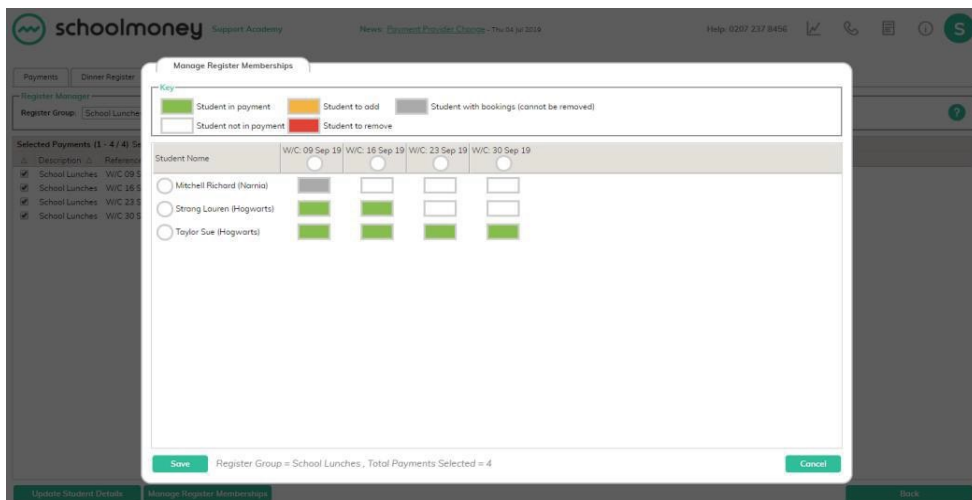 schoolmoney Support Academy News: Payment Provider Change - Thu 04 Jul 2019 Help: 0207 237 8456 S
Payments Dinner Register
Manage Register Memberships
Register Manager
Register Group: School Lunche
?
Key
Student in payment Student to add Student with bookings (cannot be removed)
Student not in payment Student to remove
Selected Payments (1 - 4 / 4) Se
Description Reference
School Lunches W/C 09 S
School Lunches W/C 16 S
School Lunches W/C 23 S
School Lunches W/C 30 S
Student Name W/C: 09 Sep 19 W/C: 16 Sep 19 W/C: 23 Sep 19 W/C: 30 Sep 19
Mitchell Richard (Narnia)
Strang Lauren (Hogwarts)
Taylor Sue (Hogwarts)
Save Register Group = School Lunches , Total Payments Selected = 4 Cancel
Update Student Details Manage Register Memberships Back